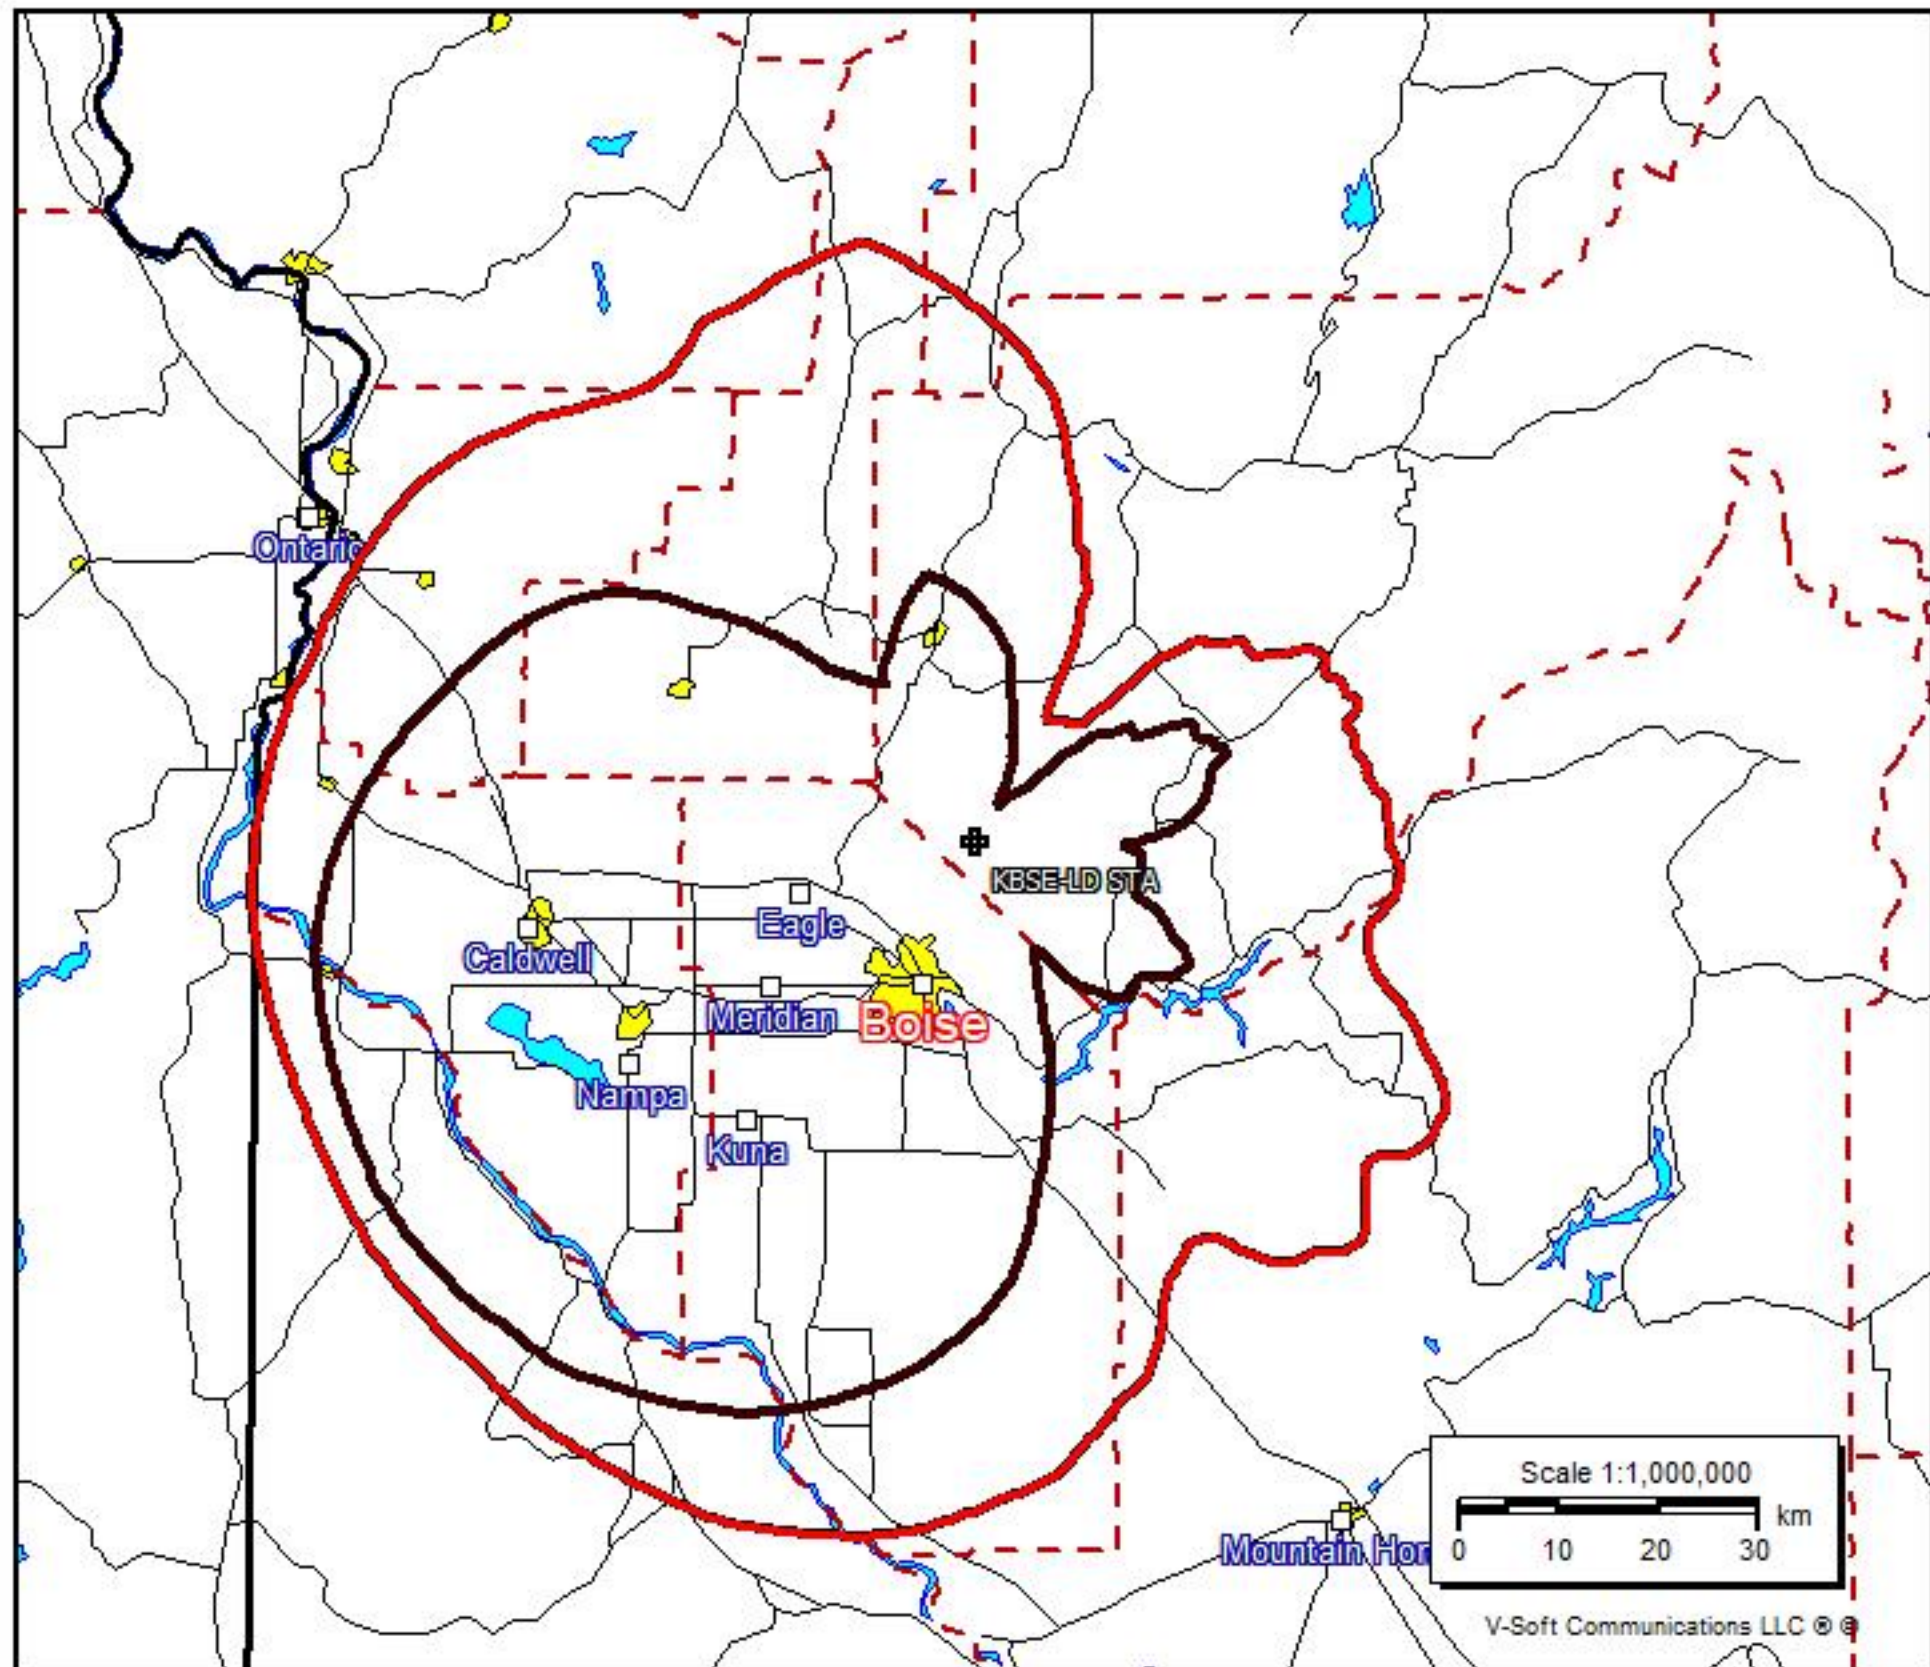 Ontario
KBSE-LD STA
Eagle
Caldwell
Meridian
Boise
Nampa
Kuna
Scale 1:1,000,000
km
0 10 20 30
Mountain Hom
V-Soft Communications LLC ® ©